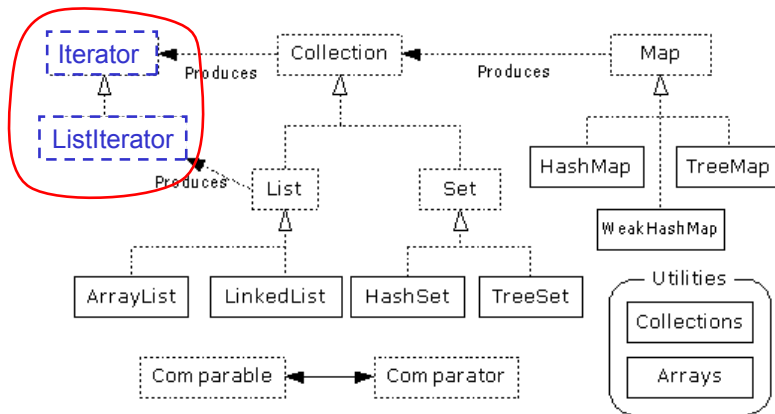 Iterator
Collection
Map
Produces
Produces
ListIterator
Produces
List
Set
HashMap
TreeMap
WeakHashMap
ArrayList
LinkedList
HashSet
TreeSet
Utilities
Collections
Arrays
Comparable
Comparator